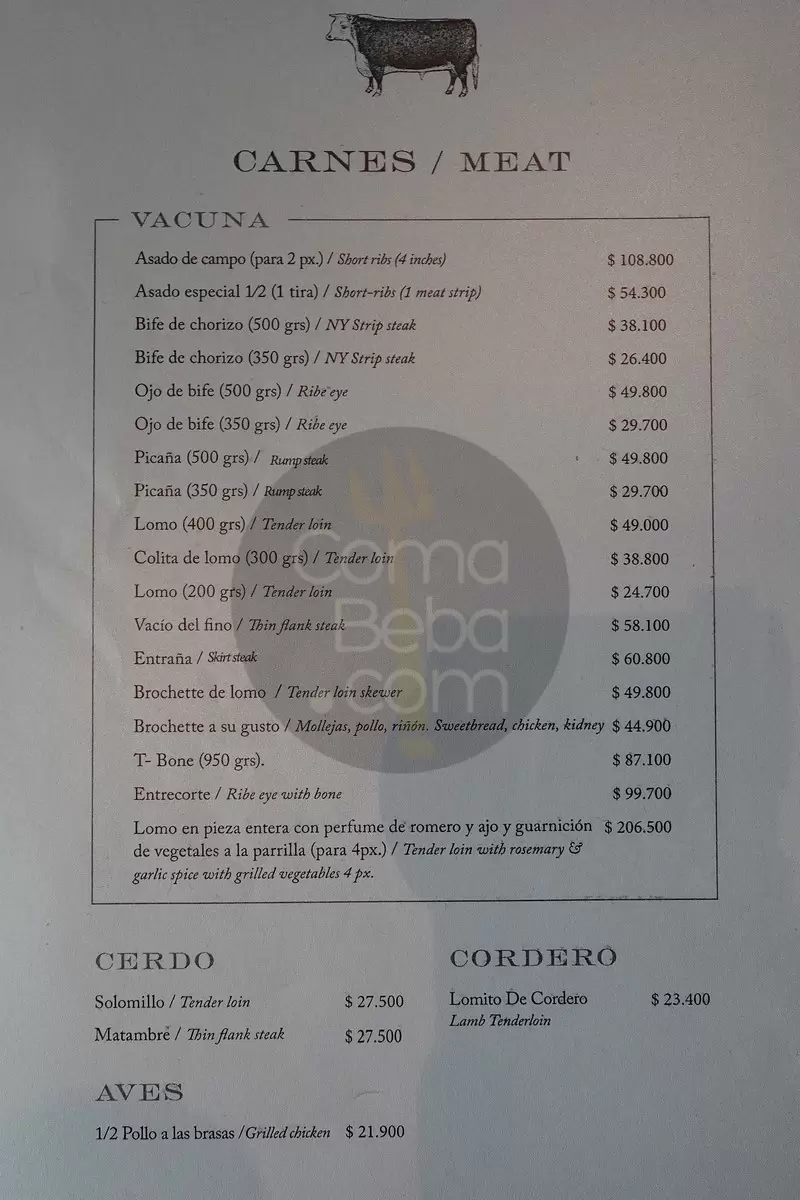 CARNES / MEAT
VACUNA
Asado de campo (para 2 px.) / Short ribs (4 inches) $ 108.800
Asado especial 1/2 (1 tira) / Short-ribs (1 meat strip) $ 54.300
Bife de chorizo (500 grs) / NY Strip steak $ 38.100
Bife de chorizo (350 grs) / NY Strip steak $ 26.400
Ojo de bife (500 grs) / Ribe eye $ 49.800
Ojo de bife (350 grs) / Ribe eye $ 29.700
Picaña (500 grs) / Rump steak $ 49.800
Picaña (350 grs) / Rump steak $ 29.700
Lomo (400 grs) / Tender loin $ 49.000
Colita de lomo (300 grs) / Tender loin $ 38.800
Lomo (200 grs) / Tender loin $ 24.700
Vacío del fino / Thin flank steak $ 58.100
Entraña / Skirt steak $ 60.800
Brochette de lomo / Tender loin skewer $ 49.800
Brochette a su gusto / Mollejas, pollo, riñón. Sweetbread, chicken, kidney $ 44.900
T- Bone (950 grs). $ 87.100
Entrecorte / Ribe eye with bone $ 99.700
Lomo en pieza entera con perfume de romero y ajo y guarnición $ 206.500
de vegetales a la parrilla (para 4px.) / Tender loin with rosemary &
garlic spice with grilled vegetables 4 px.
Coma
Beba
.com
CERDO
Solomillo / Tender loin $ 27.500
Matambre / Thin flank steak $ 27.500
CORDERO
Lomito De Cordero $ 23.400
Lamb Tenderloin
AVES
1/2 Pollo a las brasas /Grilled chicken $ 21.900